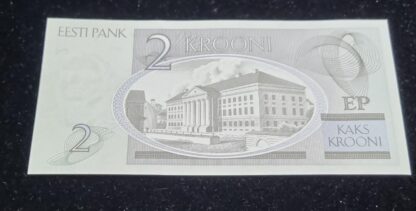 EESTI PANK
2 KROONI
EP
2
KAKS
KROONI